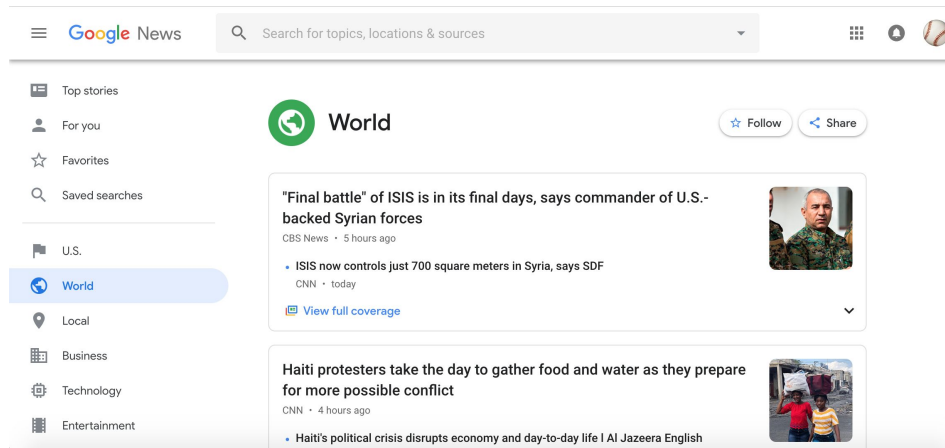 Google News
Search for topics, locations & sources
Top stories
For you
Favorites
Saved searches
U.S.
World
Local
Business
Technology
Entertainment
World
Follow
Share
"Final battle" of ISIS is in its final days, says commander of U.S.-
backed Syrian forces
CBS News • 5 hours ago
• ISIS now controls just 700 square meters in Syria, says SDF
CNN • today
View full coverage
Haiti protesters take the day to gather food and water as they prepare
for more possible conflict
CNN • 4 hours ago
• Haiti's political crisis disrupts economy and day-to-day life l Al Jazeera English